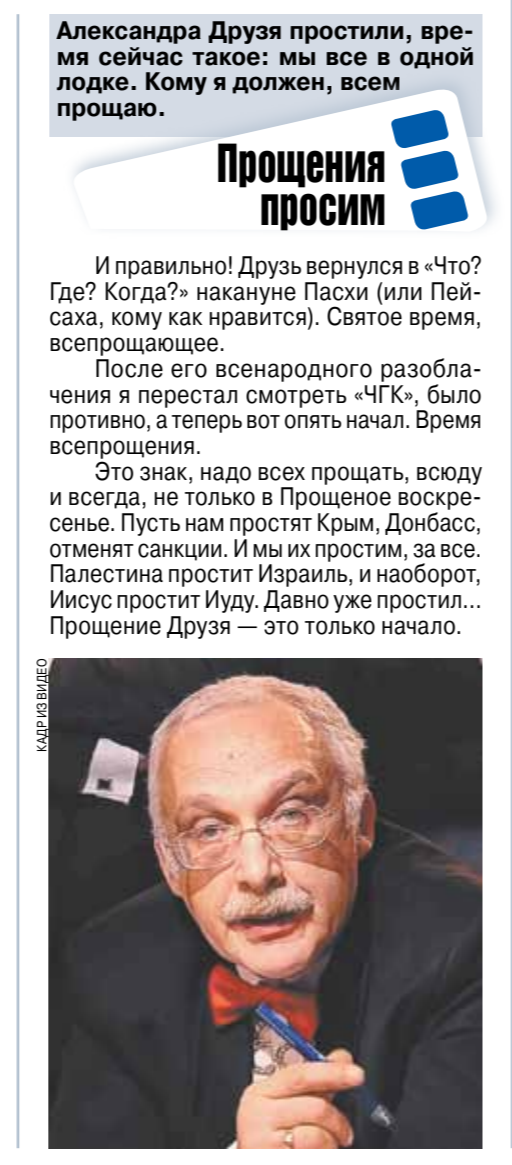 Александра Друзя простили, вре-
мя сейчас такое: мы все в одной
лодке. Кому я должен, всем
прощаю.
Прощения
просим
И правильно! Друзь вернулся в «Что?
Где? Когда?» накануне Пасхи (или Пей-
саха, кому как нравится). Святое время,
всепрощающее.
После его всенародного разобла-
чения я перестал смотреть «ЧГК», было
противно, а теперь вот опять начал. Время
всепрощения.
Это знак, надо всех прощать, всюду
и всегда, не только в Прощеное воскре-
сенье. Пусть нам простят Крым, Донбасс,
отменят санкции. И мы их простим, за все.
Палестина простит Израиль, и наоборот,
Иисус простит Иуду. Давно уже простил...
Прощение Друзя — это только начало.
КАДР ИЗ ВИДЕО